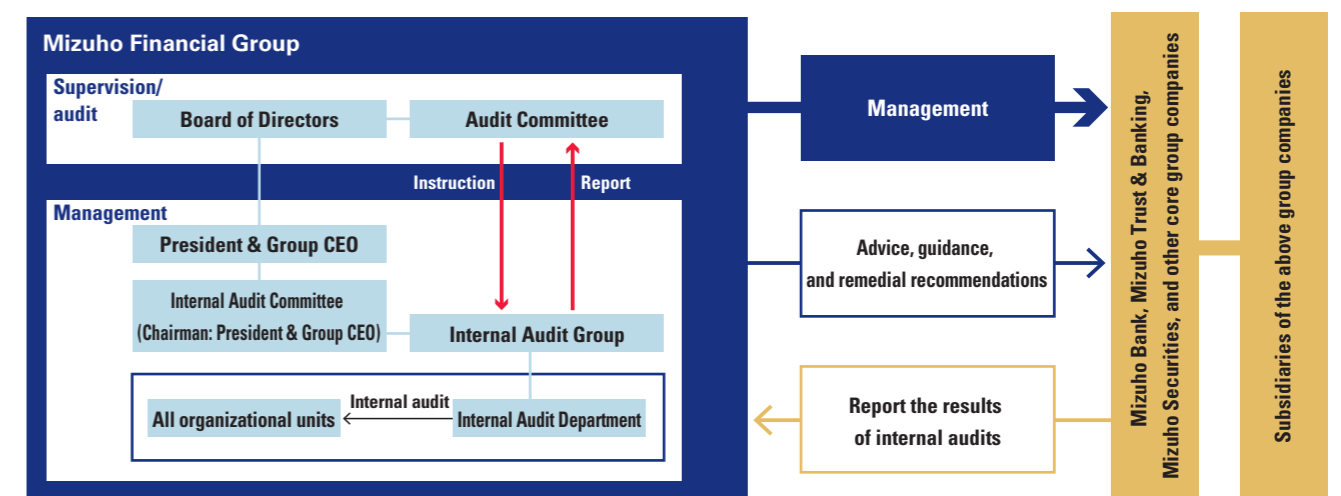 Mizuho Financial Group
Supervision/
audit
Board of Directors
Audit Committee
Instruction
Report
Management
President & Group CEO
Internal Audit Committee
(Chairman: President & Group CEO)
Internal Audit Group
All organizational units
Internal audit
Internal Audit Department
Management
Advice, guidance,
and remedial recommendations
Report the results
of internal audits
Mizuho Bank, Mizuho Trust & Banking,
Mizuho Securities, and other core group companies
Subsidiaries of the above group companies